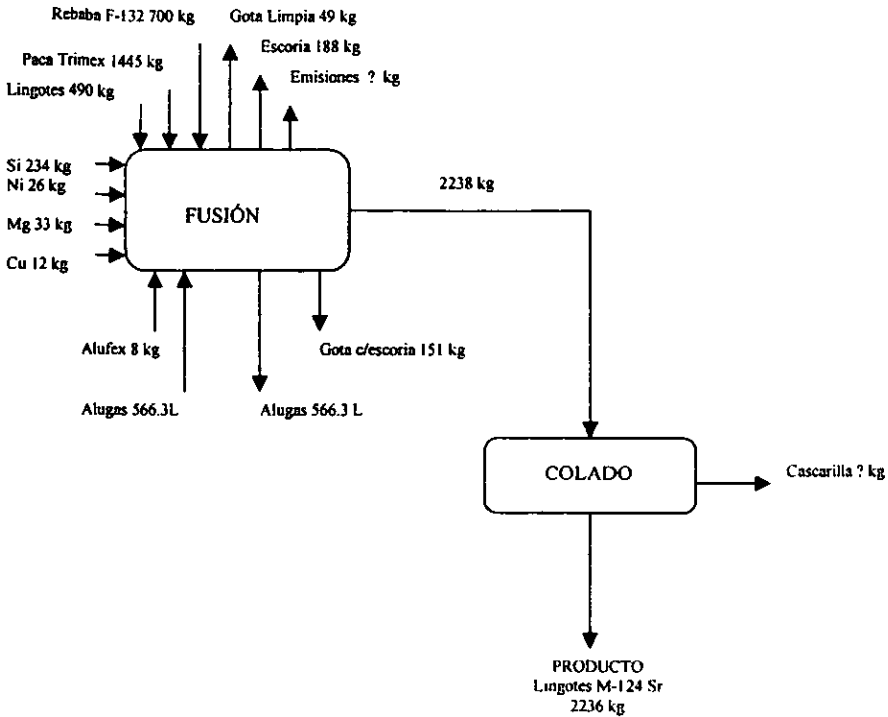 Rebaba F-132 700 kg
Gota Limpia 49 kg
Escoria 188 kg
Paca Trimex 1445 kg
Emisiones ? kg
Lingotes 490 kg
Si 234 kg
Ni 26 kg
Mg 33 kg
Cu 12 kg
FUSIÓN
2238 kg
Alufex 8 kg
Gota c/escoria 151 kg
Alugas 566.3L
Alugas 566.3 L
COLADO
Cascarilla ? kg
PRODUCTO
Lingotes M-124 Sr
2236 kg